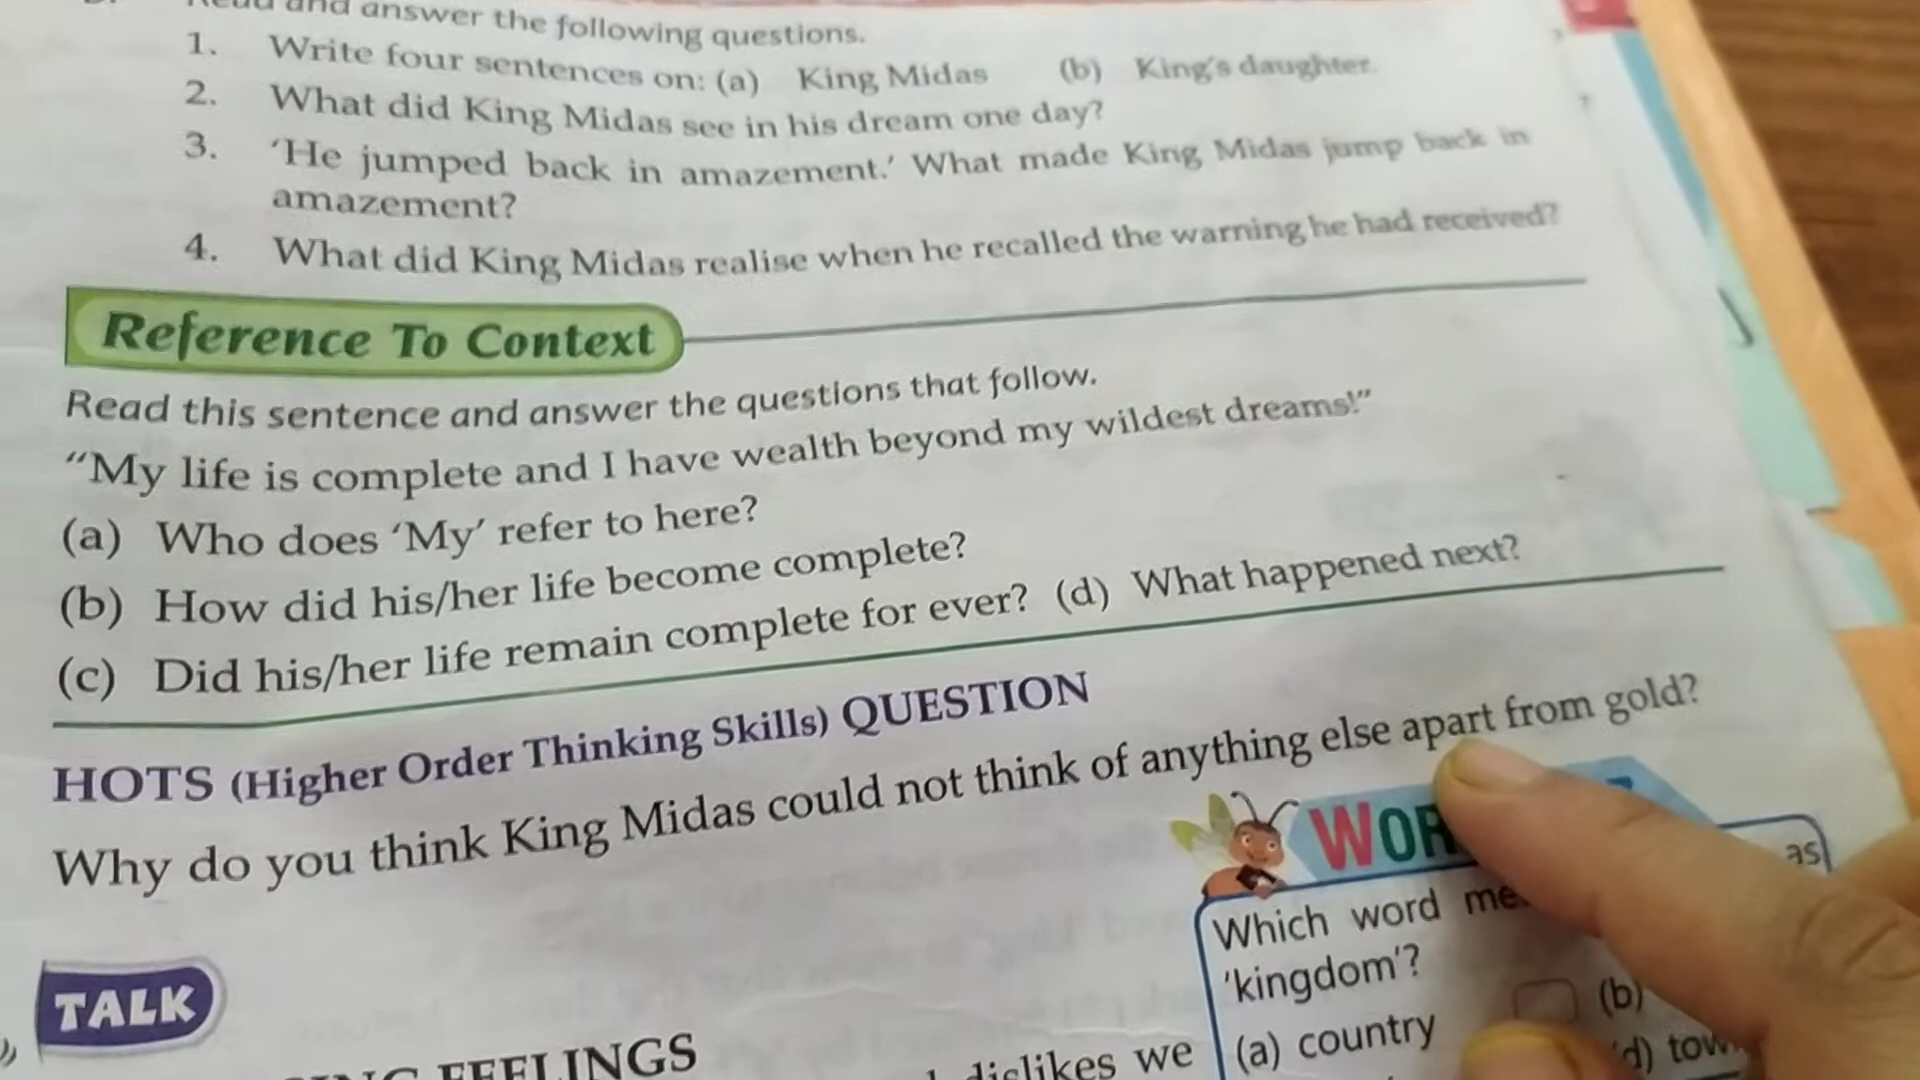 and answer the following questions.
1. Write four sentences on: (a) King Midas (b) King's daughter.
2. What did King Midas see in his dream one day?
3. 'He jumped back in amazement.' What made King Midas jump back in
amazement?
4. What did King Midas realise when he recalled the warning he had received?
Reference To Context
Read this sentence and answer the questions that follow.
"My life is complete and I have wealth beyond my wildest dreams!"
(a) Who does 'My' refer to here?
(b) How did his/her life become complete?
(c) Did his/her life remain complete for ever? (d) What happened next?
HOTS (Higher Order Thinking Skills) QUESTION
Why do you think King Midas could not think of anything else apart from gold?
Which word
as
'kingdom'?
(a) country (b)
(d)
TALK
FEELINGS
dislikes we